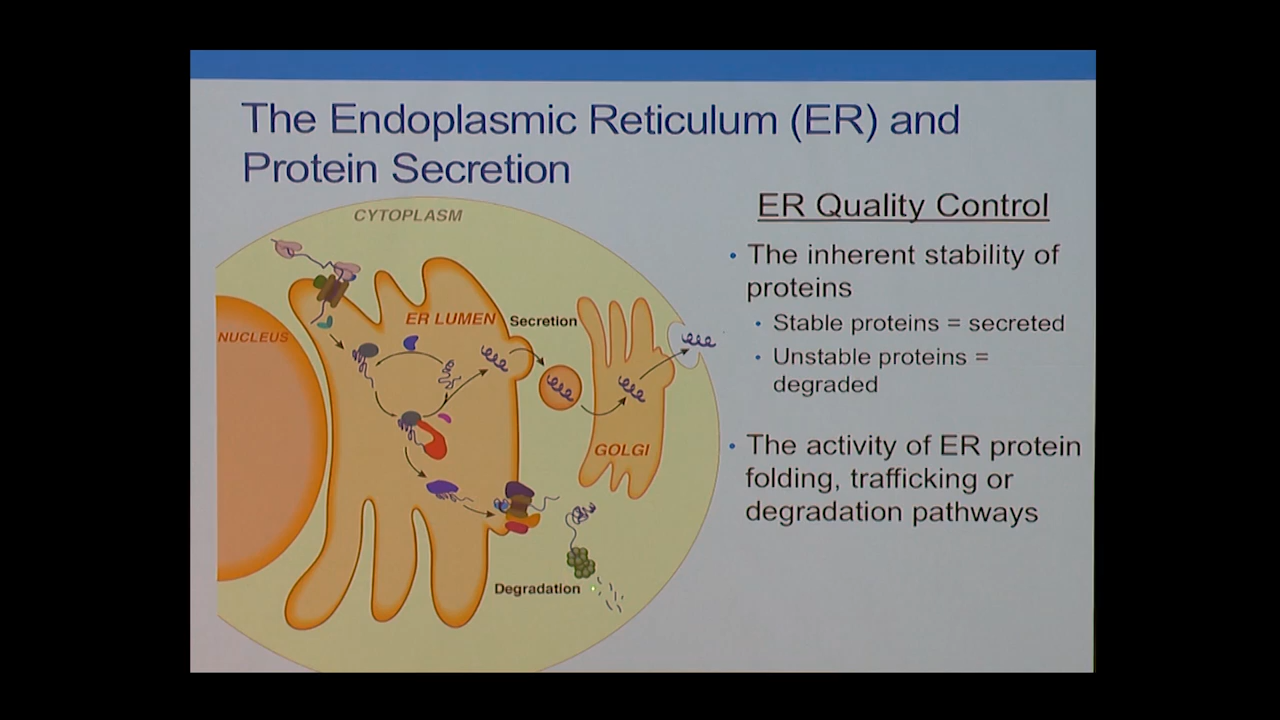 The Endoplasmic Reticulum (ER) and
Protein Secretion
CYTOPLASM
NUCLEUS
ER LUMEN
Secretion
GOLGI
Degradation
ER Quality Control
• The inherent stability of
proteins
• Stable proteins = secreted
• Unstable proteins =
degraded
• The activity of ER protein
folding, trafficking or
degradation pathways